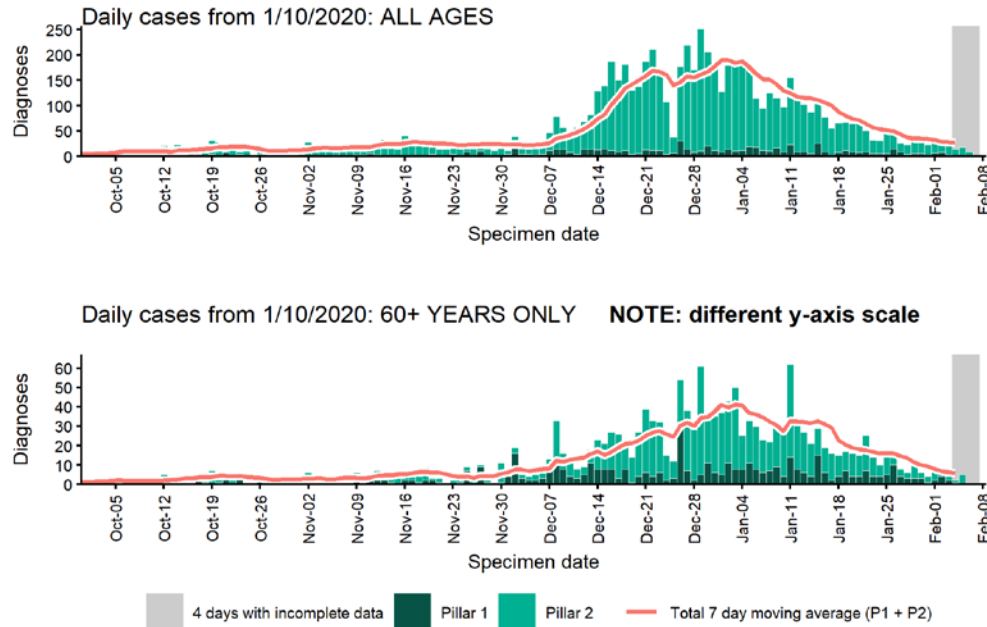 Daily cases from 1/10/2020: ALL AGES
250
200
150
100
50
0
Diagnoses
Oct-05
Oct-12
Oct-19
Oct-26
Nov-02
Nov-09
Nov-16
Nov-23
Nov-30
Dec-07
Dec-14
Dec-21
Dec-28
Jan-04
Jan-11
Jan-18
Jan-25
Feb-01
Feb-08
Specimen date
Daily cases from 1/10/2020: 60+ YEARS ONLY NOTE: different y-axis scale
60
50
40
30
20
10
0
Diagnoses
Oct-05
Oct-12
Oct-19
Oct-26
Nov-02
Nov-09
Nov-16
Nov-23
Nov-30
Dec-07
Dec-14
Dec-21
Dec-28
Jan-04
Jan-11
Jan-18
Jan-25
Feb-01
Feb-08
Specimen date
4 days with incomplete data Pillar 1 Pillar 2 Total 7 day moving average (P1 + P2)